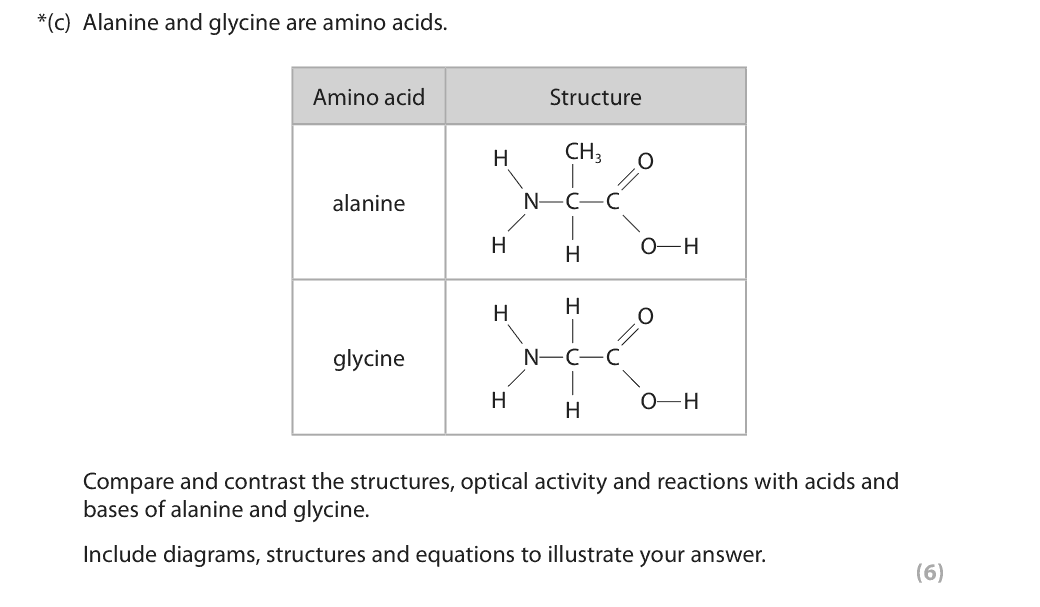 *(c) Alanine and glycine are amino acids.
Amino acid Structure
alanine
H CH₃ O
N—C—C
H H O—H
glycine
H H O
N—C—C
H H O—H
Compare and contrast the structures, optical activity and reactions with acids and
bases of alanine and glycine.
Include diagrams, structures and equations to illustrate your answer.
(6)